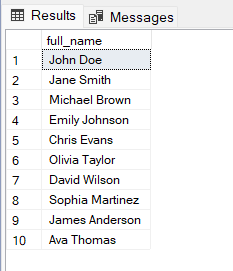 Results Messages
full_name
1 John Doe
2 Jane Smith
3 Michael Brown
4 Emily Johnson
5 Chris Evans
6 Olivia Taylor
7 David Wilson
8 Sophia Martinez
9 James Anderson
10 Ava Thomas